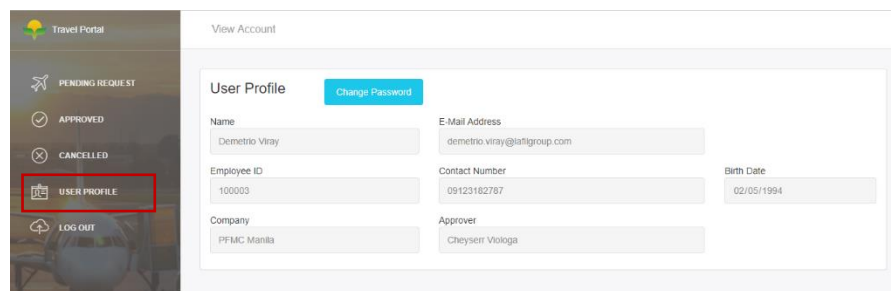 Travel Portal
View Account
PENDING REQUEST
APPROVED
CANCELLED
USER PROFILE
LOG OUT
User Profile
Change Password
Name
E-Mail Address
Demetrio Viray
demetrio.viray@lafilgroup.com
Employee ID
Contact Number
Birth Date
100003
09123182787
02/05/1994
Company
Approver
PFMC Manila
Cheyserr Viologa